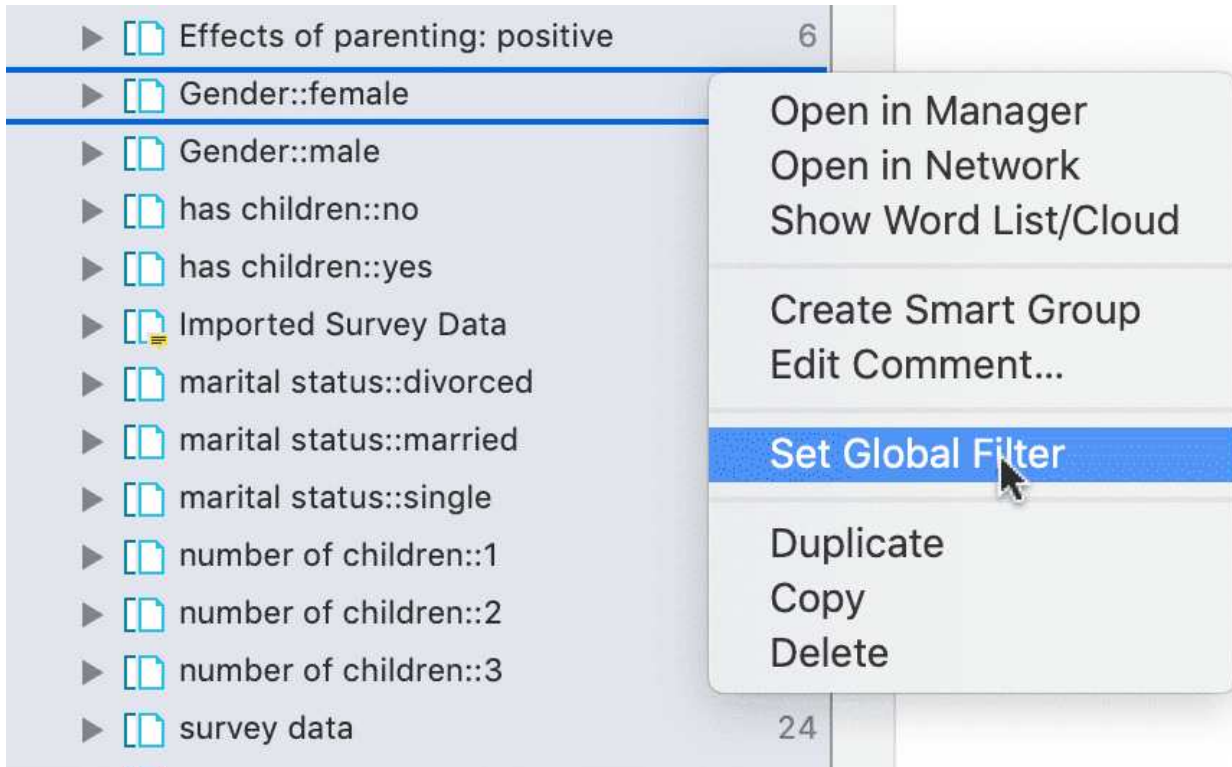 Effects of parenting: positive 6
Gender::female
Gender::male
has children::no
has children::yes
Imported Survey Data
marital status::divorced
marital status::married
marital status::single
number of children::1
number of children::2
number of children::3
survey data 24
Open in Manager
Open in Network
Show Word List/Cloud
Create Smart Group
Edit Comment...
Set Global Filter
Duplicate
Copy
Delete